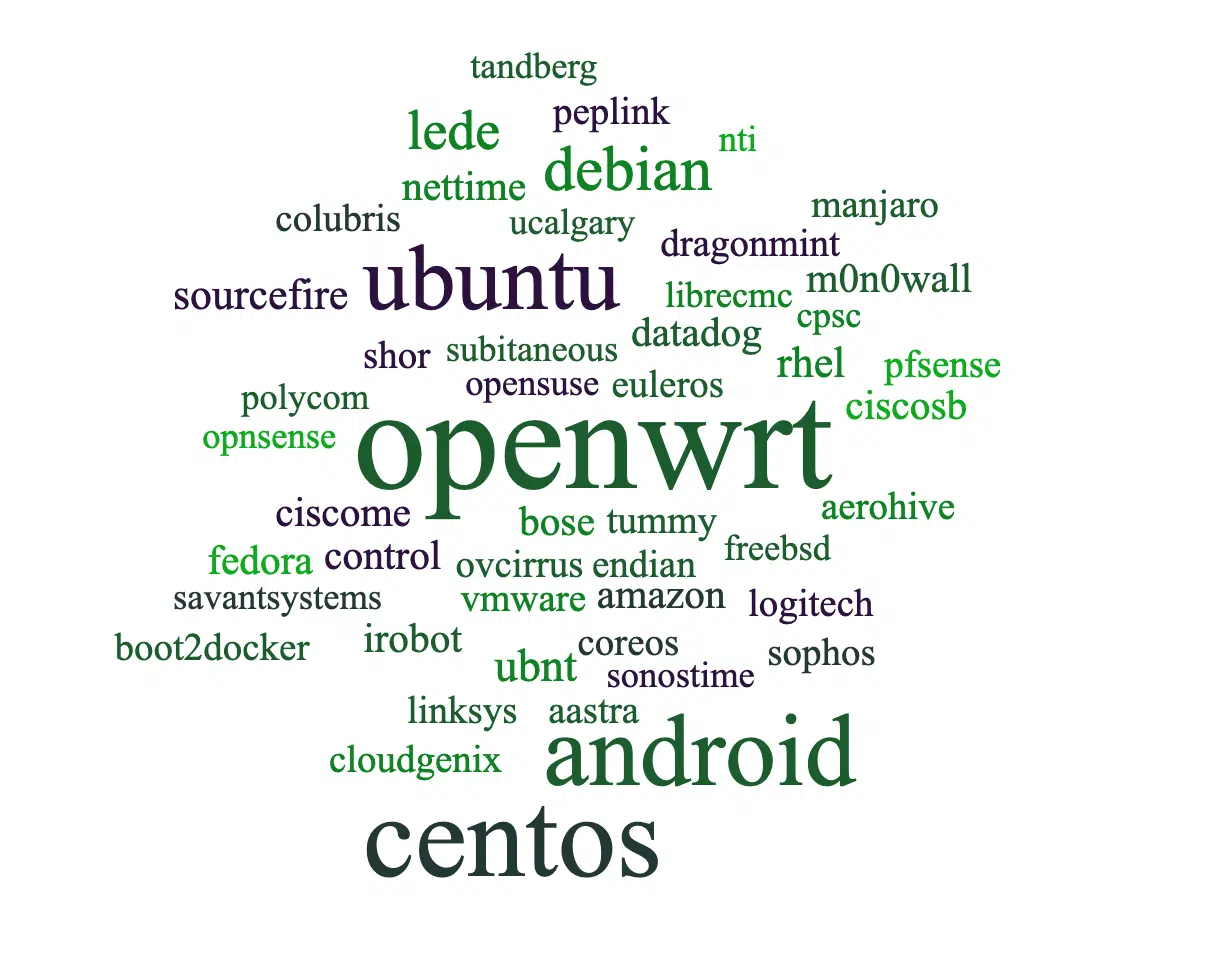 tandberg
peplink
lede
nti
debian
nettime
manjaro
colubris
ucalgary
dragonmint
ubuntu
m0n0wall
sourcefire
librecmc
cpsc
datadog
shor
subitaneous
rhel
pfsense
opensuse
euleros
polycom
ciscosb
opnsense
openwrt
aerohive
ciscome
bose
tummy
freebsd
fedora
control
ovcirrus
endian
savantsystems
vmware
amazon
logitech
boot2docker
irobot
coreos
sophos
ubnt
sonostime
linksys
aastra
cloudgenix
android
centos